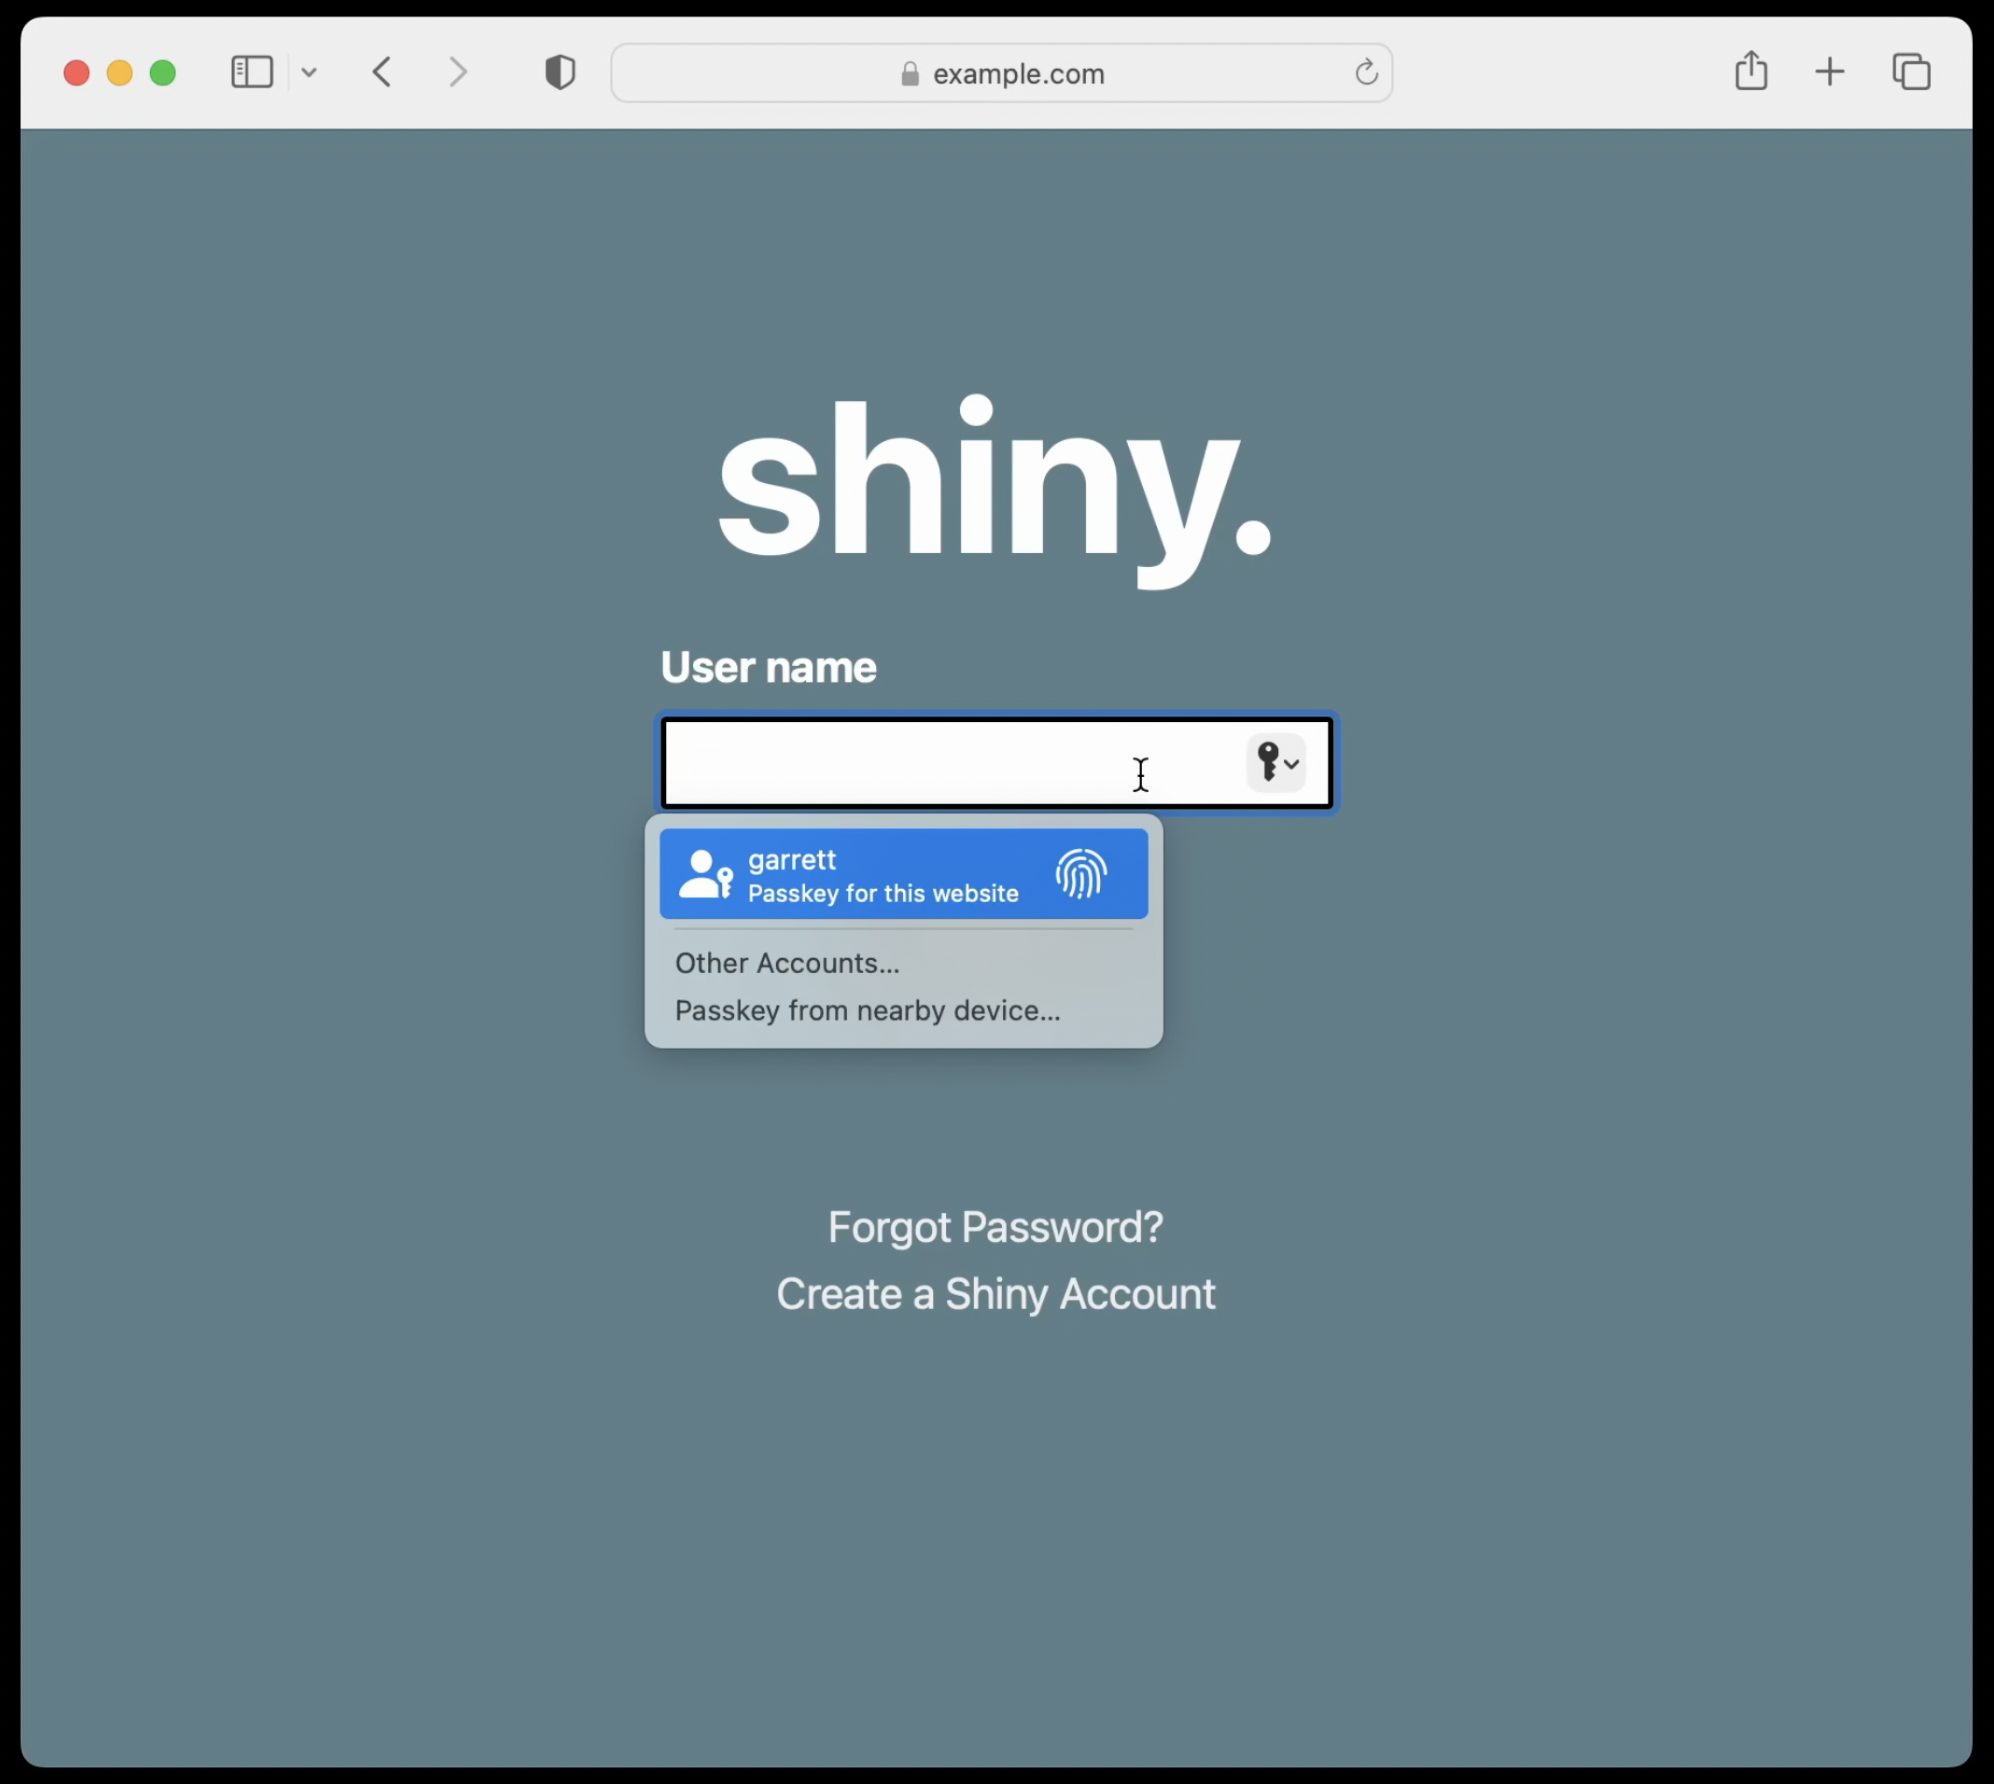 example.com
shiny.
User name
garrett
Passkey for this website
Other Accounts...
Passkey from nearby device...
Forgot Password?
Create a Shiny Account